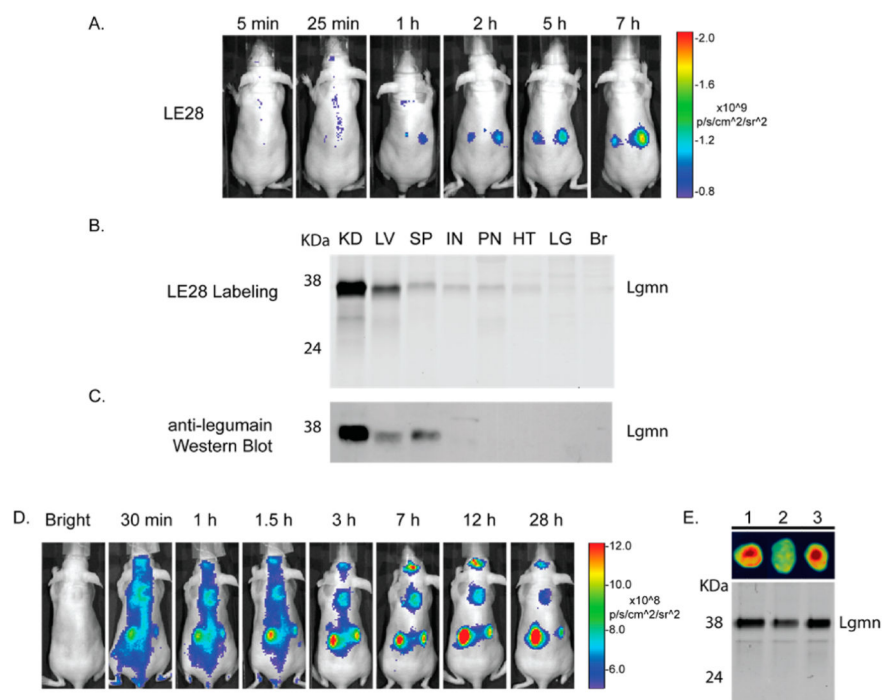 A.
5 min 25 min 1 h 2 h 5 h 7 h
LE28
-2.0
-1.6
x10^9
p/s/cm^2/sr^2
-1.2
-0.8
B.
KDa KD LV SP IN PN HT LG Br
38
LE28 Labeling
Lgmn
24
C.
anti-legumain
Western Blot
38
Lgmn
D.
Bright 30 min 1 h 1.5 h 3 h 7 h 12 h 28 h
12.0
10.0
x10^8
p/s/cm^2/sr^2
8.0
6.0
E.
1 2 3
KDa
38
Lgmn
24